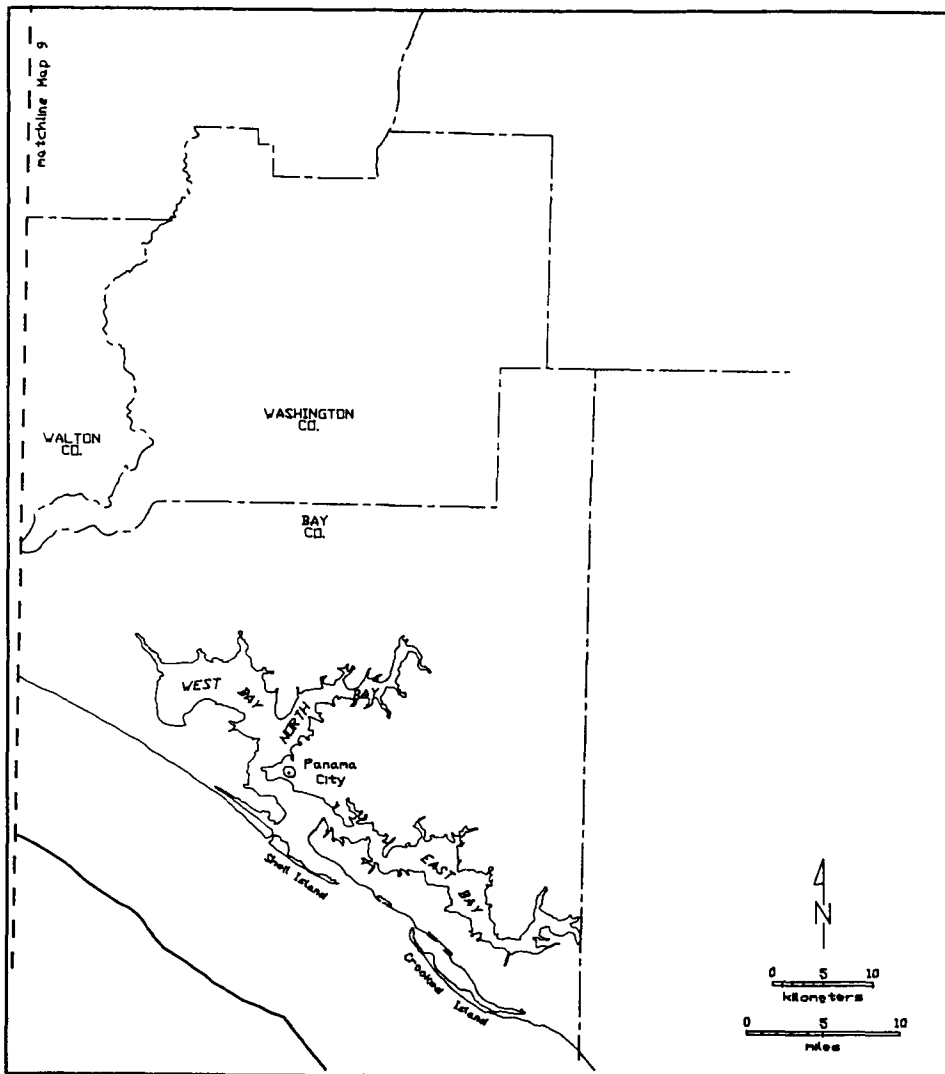 matchline Map 9
WALTON
CO.
WASHINGTON
CO.
BAY
CO.
WEST BAY
NORTH BAY
Panama
City
EAST BAY
Shell Island
Crooked Island
N
0 5 10
kilometers
0 5 10
miles